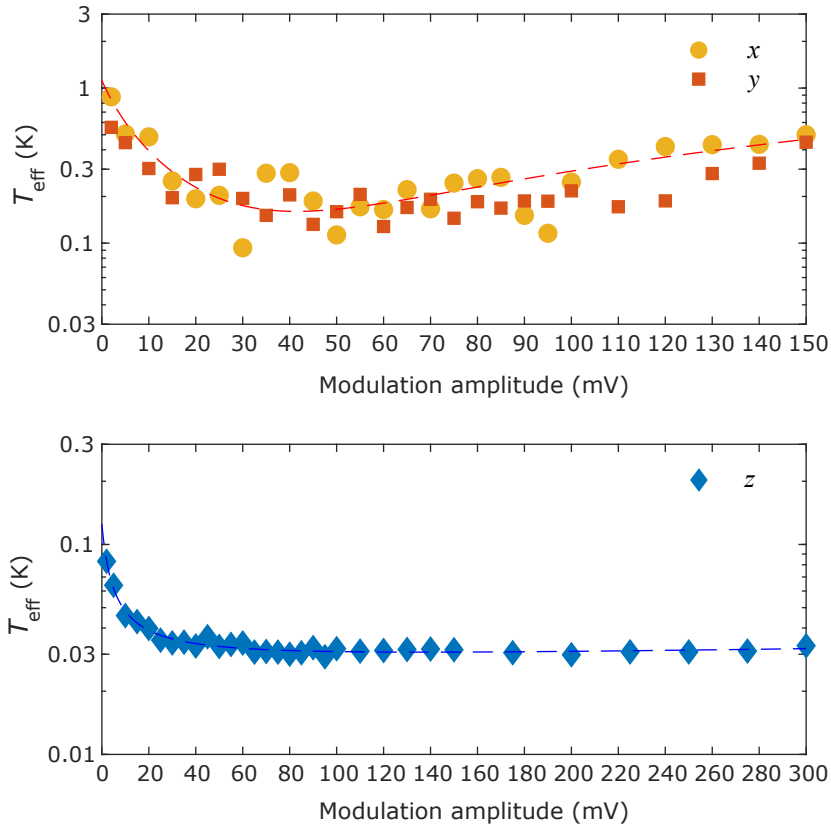 3
1
0.3
0.1
0.03
T_eff (K)
x
y
0 10 20 30 40 50 60 70 80 90 100 110 120 130 140 150
Modulation amplitude (mV)
0.3
0.1
0.03
0.01
T_eff (K)
z
0 20 40 60 80 100 120 140 160 180 200 220 240 260 280 300
Modulation amplitude (mV)